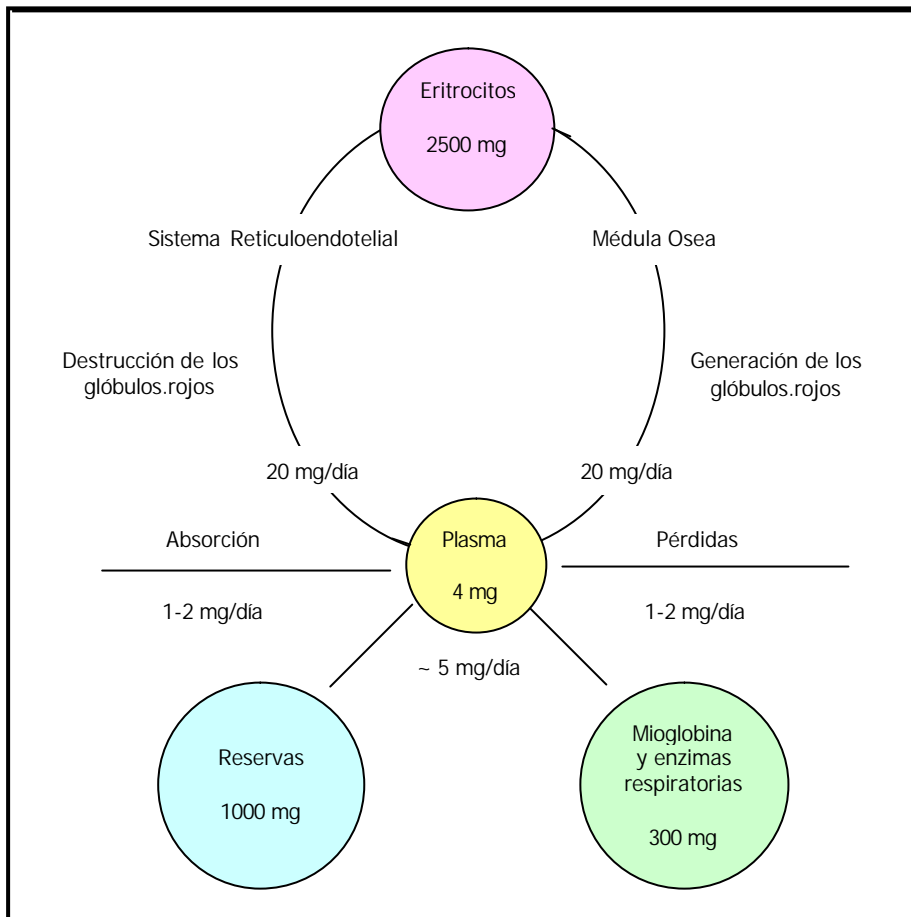 Eritrocitos
2500 mg
Sistema Reticuloendotelial
Médula Osea
Destrucción de los
glóbulos.rojos
Generación de los
glóbulos.rojos
20 mg/día
20 mg/día
Absorción
Plasma
Pérdidas
4 mg
1-2 mg/día
1-2 mg/día
~ 5 mg/día
Reservas
1000 mg
Mioglobina
y enzimas
respiratorias
300 mg